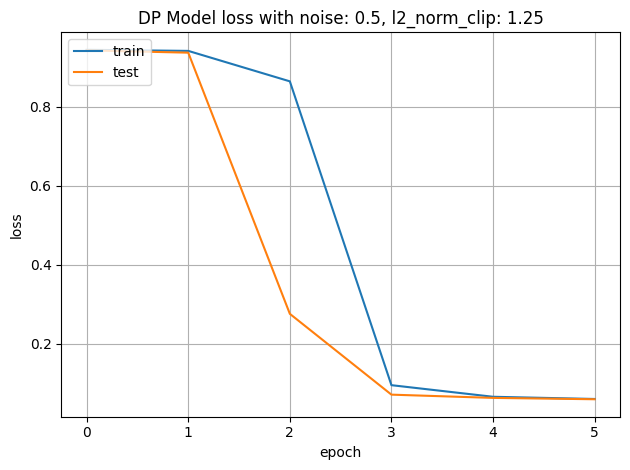 DP Model loss with noise: 0.5, l2_norm_clip: 1.25
train
test
0.8
0.6
0.4
0.2
loss
0 1 2 3 4 5
epoch